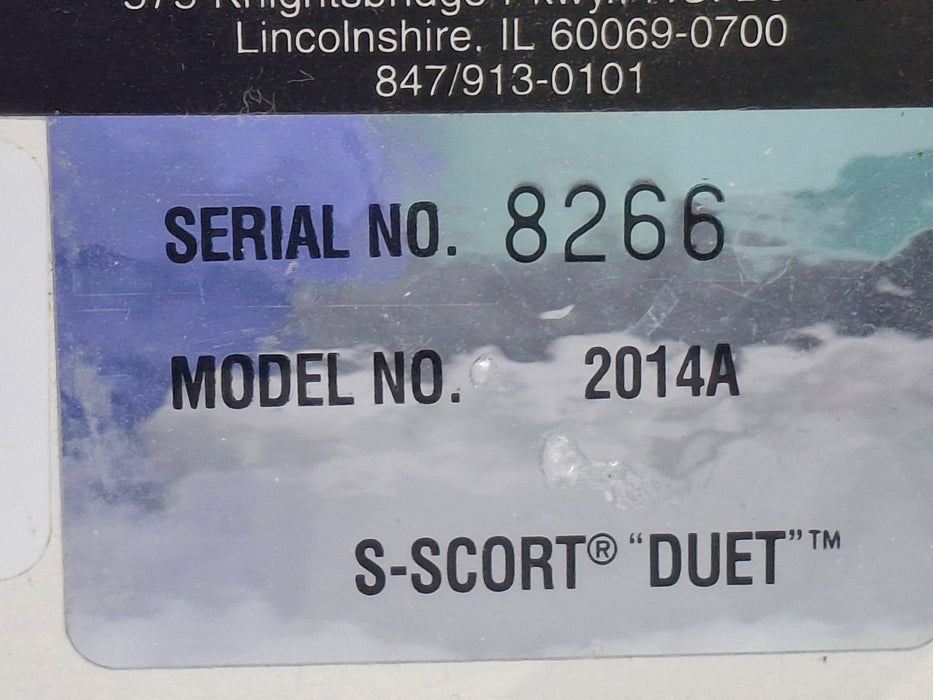 Lincolnshire, IL 60069-0700
847/913-0101
SERIAL NO. 8266
MODEL NO. 2014A
S-SCORT® "DUET"™